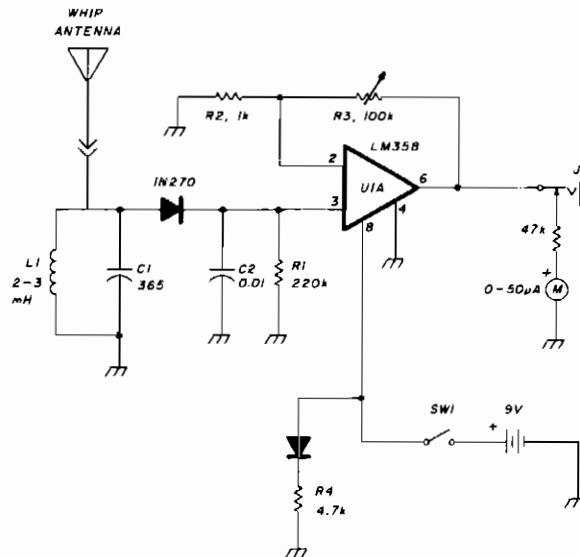 WHIP
ANTENNA
R2, 1k
R3, 100k
LM358
2
U1A
6
1N270
3
4
8
J
47k
+
L1
2-3
mH
C1
365
C2
0.01
R1
220k
0-50μA
M
SW1
+
9V
R4
4.7k